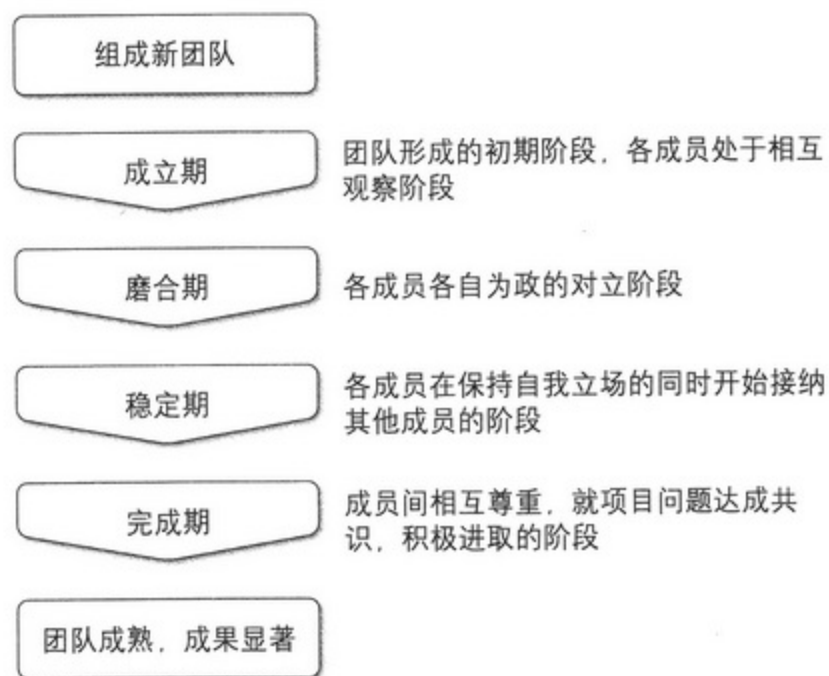 组成新团队
成立期
团队形成的初期阶段，各成员处于相互
观察阶段
磨合期
各成员各自为政的对立阶段
稳定期
各成员在保持自我立场的同时开始接纳
其他成员的阶段
完成期
成员间相互尊重，就项目问题达成共
识，积极进取的阶段
团队成熟，成果显著